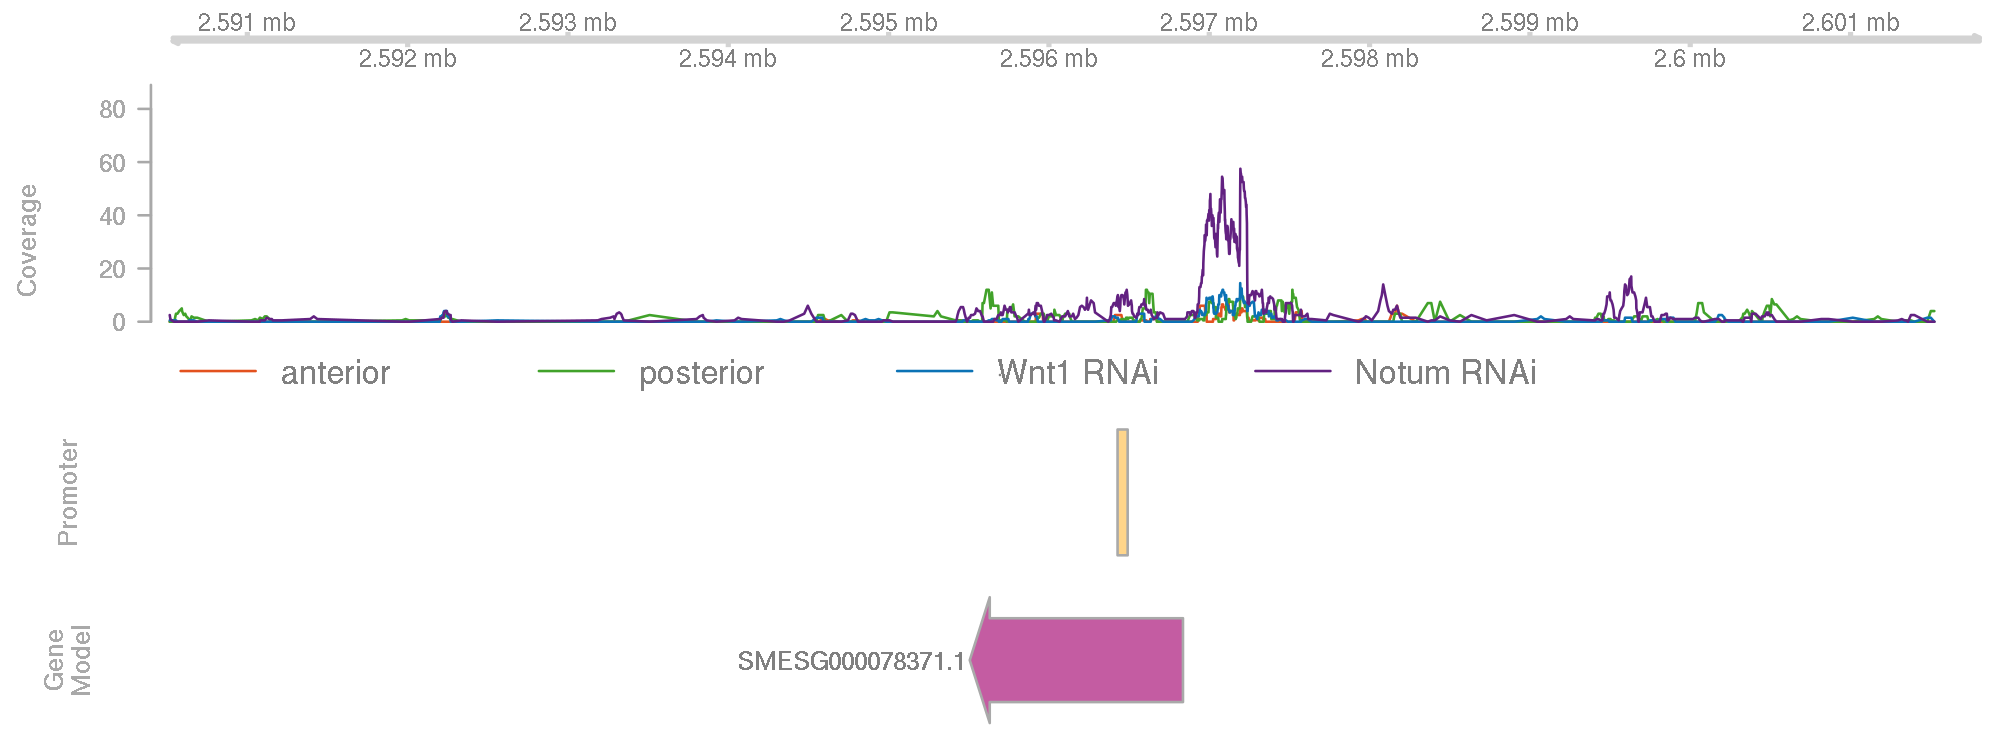 2.591 mb 2.593 mb 2.595 mb 2.597 mb 2.599 mb 2.601 mb
2.592 mb 2.594 mb 2.596 mb 2.598 mb 2.6 mb
Coverage
80
60
40
20
0
anterior posterior Wnt1 RNAi Notum RNAi
Promoter
Gene
Model
SMESG000078371.1